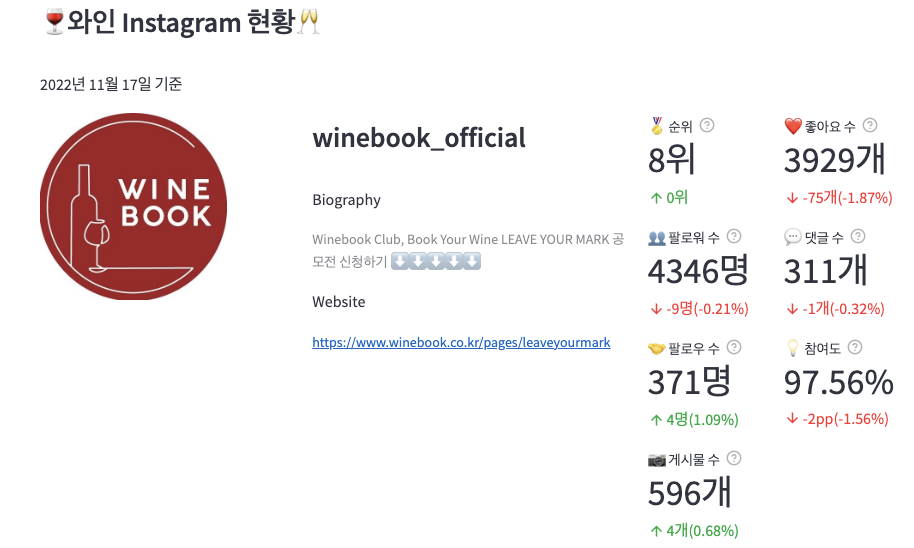 🍷와인 Instagram 현황🥂
2022년 11월 17일 기준
WINE
BOOK
winebook_official
Biography
Winebook Club, Book Your Wine LEAVE YOUR MARK 공
모전 신청하기 ⬇️⬇️⬇️⬇️⬇️
Website
https://www.winebook.co.kr/pages/leaveyourmark
🏅 순위
8위
↑ 0위
👥 팔로워 수
4346명
↓ -9명(-0.21%)
🤝 팔로우 수
371명
↑ 4명(1.09%)
📷 게시물 수
596개
↑ 4개(0.68%)
❤️ 좋아요 수
3929개
↓ -75개(-1.87%)
💬 댓글 수
311개
↓ -1개(-0.32%)
💡 참여도
97.56%
↓ -2pp(-1.56%)